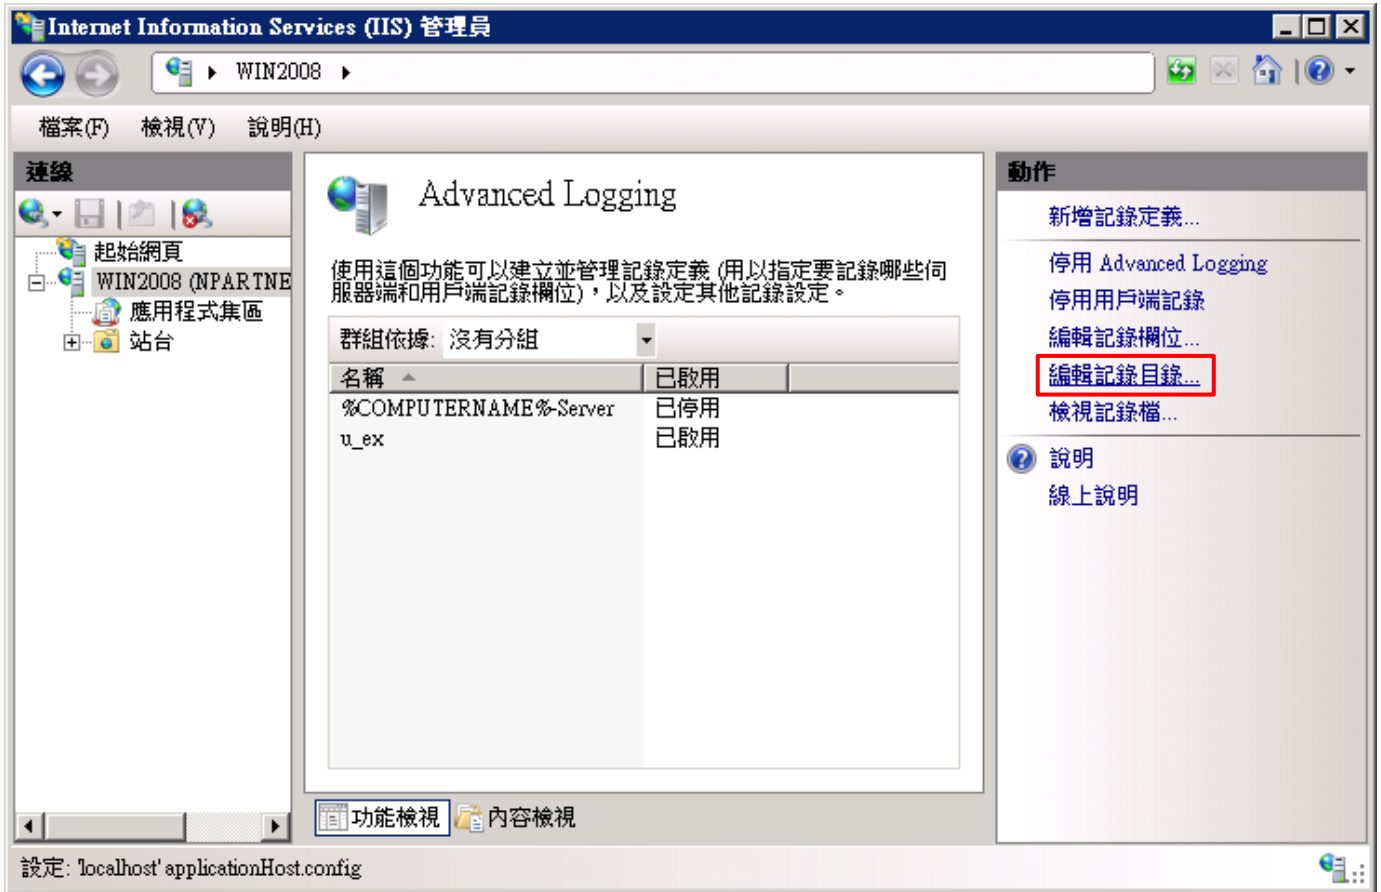 Internet Information Services (IIS) 管理員
WIN2008
檔案(F) 檢視(V) 說明(H)
連線
起始網頁
WIN2008 (NPARTNE
應用程式集區
站台
Advanced Logging
使用這個功能可以建立並管理記錄定義 (用以指定要記錄哪些伺
服器端和用戶端記錄欄位)，以及設定其他記錄設定。
群組依據: 沒有分組
名稱 已啟用
%COMPUTERNAME%-Server 已停用
u_ex 已啟用
功能檢視 內容檢視
動作
新增記錄定義...
停用 Advanced Logging
停用用戶端記錄
編輯記錄欄位...
編輯記錄目錄...
檢視記錄檔...
說明
線上說明
設定: 'localhost' applicationHost.config